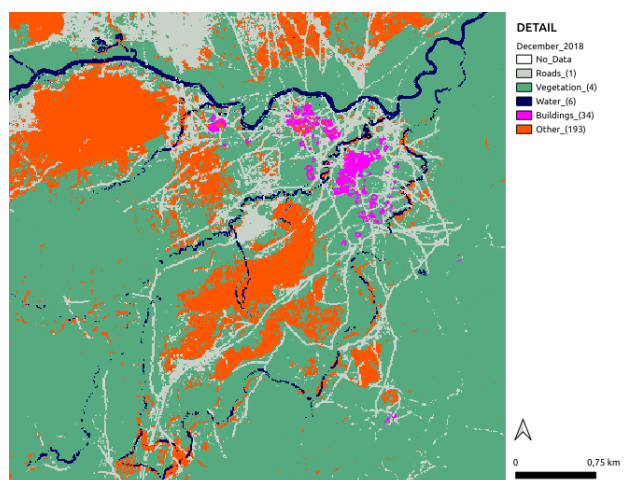 DETAIL
December_2018
No_Data
Roads_(1)
Vegetation_(4)
Water_(6)
Buildings_(34)
Other_(193)
0 0,75 km